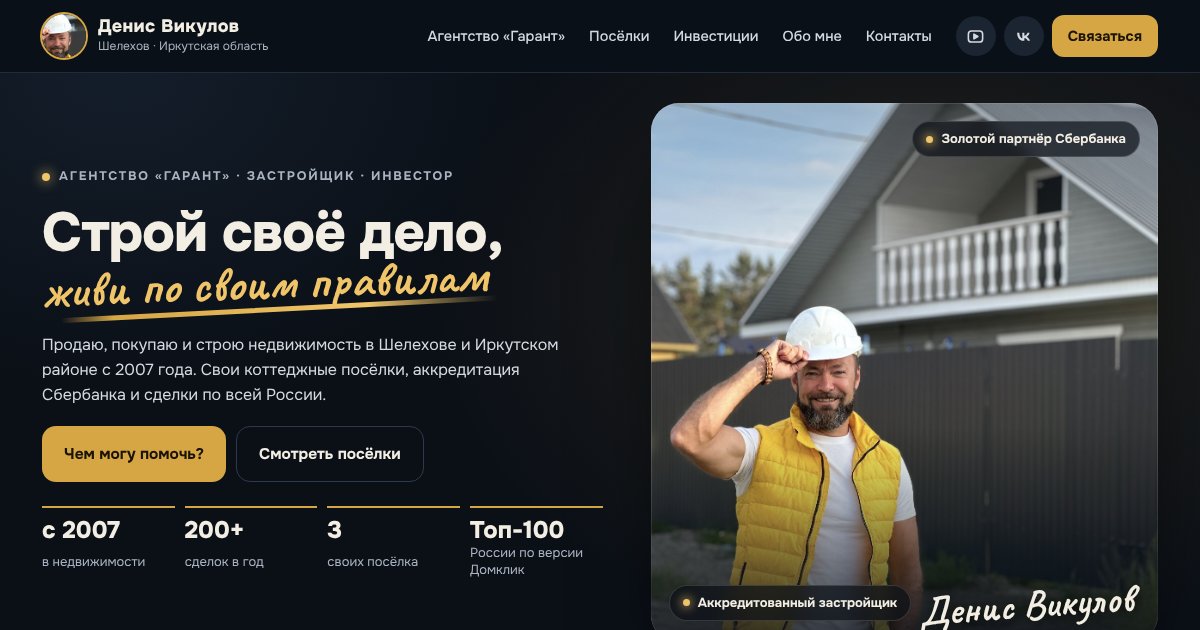 Денис Викулов
Шелехов · Иркутская область
Агентство «Гарант» Посёлки Инвестиции Обо мне Контакты
Связаться
Золотой партнёр Сбербанка
АГЕНТСТВО «ГАРАНТ» · ЗАСТРОЙЩИК · ИНВЕСТОР
Строй своё дело,
живи по своим правилам
Продаю, покупаю и строю недвижимость в Шелехове и Иркутском
районе с 2007 года. Свои коттеджные посёлки, аккредитация
Сбербанка и сделки по всей России.
Чем могу помочь?
Смотреть посёлки
с 2007
в недвижимости
200+
сделок в год
3
своих посёлка
Топ-100
России по версии
Домклик
Аккредитованный застройщик
Денис Викулов